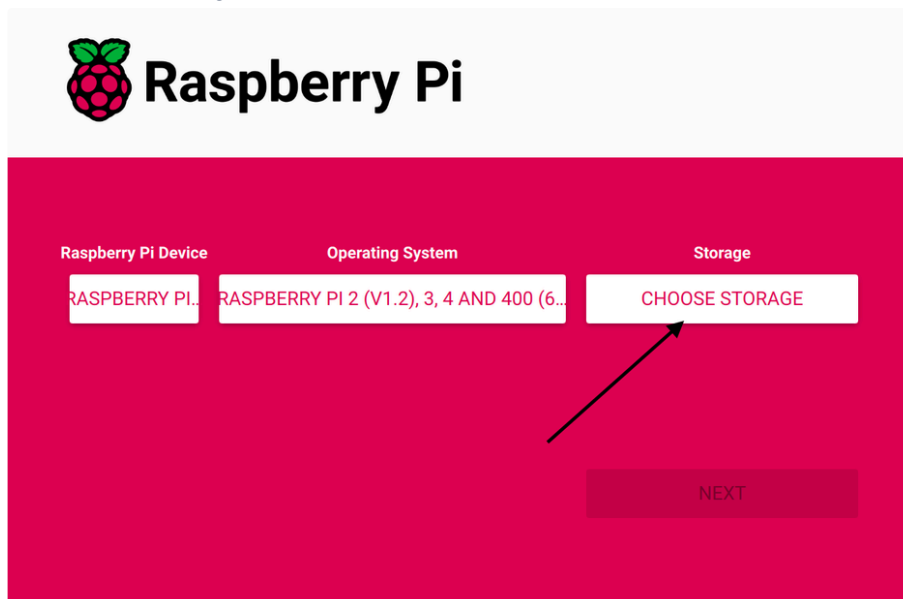 Raspberry Pi
Raspberry Pi Device
Operating System
Storage
RASPBERRY PI..
RASPBERRY PI 2 (V1.2), 3, 4 AND 400 (6...
CHOOSE STORAGE
NEXT